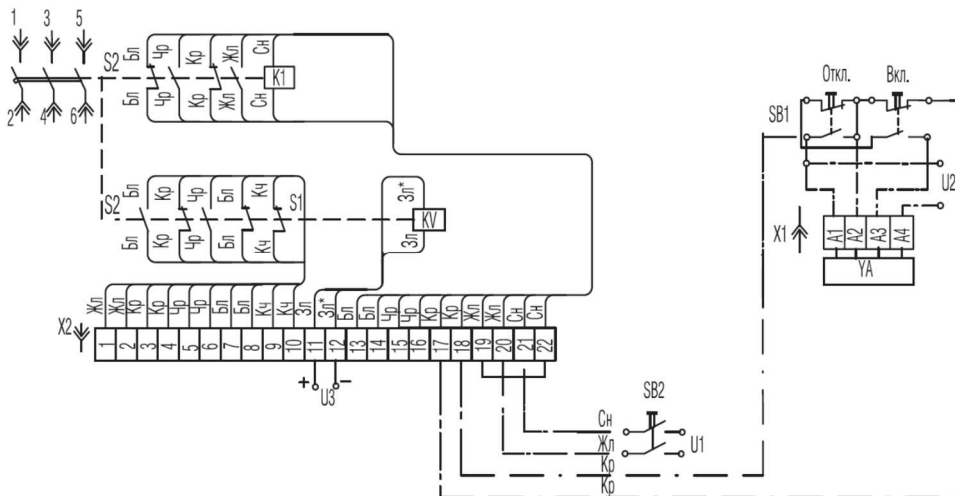 1 3 5
2 4 6
S2 Бл Чр Кр Жл Сн
K1
Бл Чр Кр Жл Сн
Откл. Вкл.
SB1
U2
X1 A1 A2 A3 A4
YA
S2 Бл Кр Чр Бл Кч S1
Зл*
KV
Бл Кр Чр Бл Кч
Зл
Жл Жл Кр Кр Чр Чр Бл Бл Кч Кч Зл Зл* Бл Бл Чр Чр Кр Кр Жл Жл Сн Сн
X2 1 2 3 4 5 6 7 8 9 10 11 12 13 14 15 16 17 18 19 20 21 22
+ U3 −
SB2
Сн
Жл U1
Кр
Кр